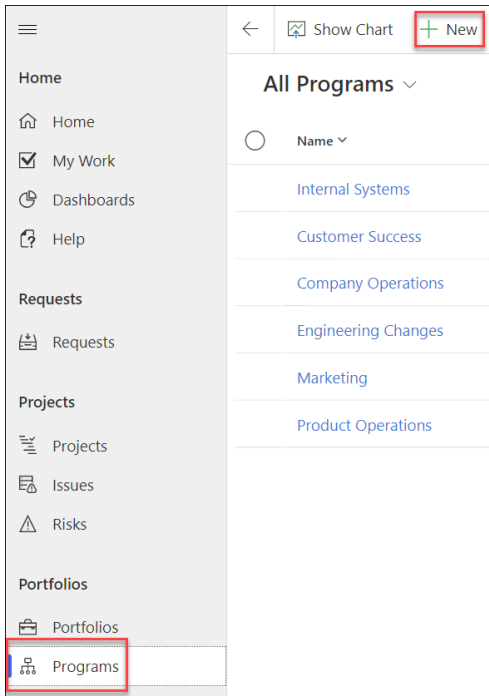 Home
Home
My Work
Dashboards
Help
Requests
Requests
Projects
Projects
Issues
Risks
Portfolios
Portfolios
Programs
Show Chart
New
All Programs
Name
Internal Systems
Customer Success
Company Operations
Engineering Changes
Marketing
Product Operations